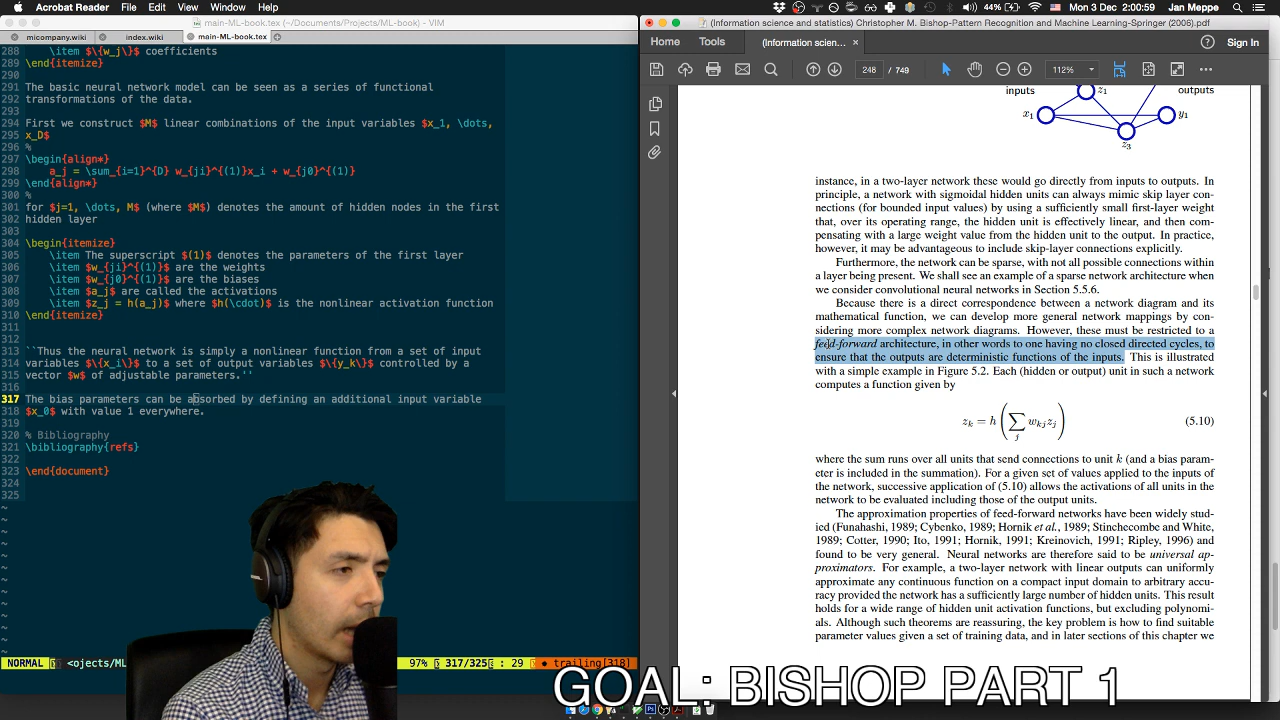 Acrobat Reader File Edit View Window Help
44% Mon 3 Dec 2:00:59 Jan Meppe
main-ML-book.tex (~/Documents/Projects/ML-book) - VIM
micompany.wiki index.wiki main-ML-book.tex
288 \item $\{w_j\}$ coefficients
289 \end{itemize}
290
291 The basic neural network model can be seen as a series of functional
292 transformations of the data.
293
294 First we construct $M$ linear combinations of the input variables $x_1, \dots,
295 x_D$
296 %
297 \begin{align*}
298 a_j = \sum_{i=1}^{D} w_{ji}^{(1)}x_i + w_{j0}^{(1)}
299 \end{align*}
300 %
301 for $j=1, \dots, M$ (where $M$) denotes the amount of hidden nodes in the first
302 hidden layer
303
304 \begin{itemize}
305 \item The superscript $(1)$ denotes the parameters of the first layer
306 \item $w_{ji}^{(1)}$ are the weights
307 \item $w_{j0}^{(1)}$ are the biases
308 \item $a_j$ are called the activations
309 \item $z_j = h(a_j)$ where $h(\cdot)$ is the nonlinear activation function
310 \end{itemize}
311
312
313 ``Thus the neural network is simply a nonlinear function from a set of input
314 variables $\{x_i\}$ to a set of output variables $\{y_k\}$ controlled by a
315 vector $w$ of adjustable parameters.''
316
317 The bias parameters can be absorbed by defining an additional input variable
318 $x_0$ with value 1 everywhere.
319
320 % Bibliography
321 \bibliography{refs}
322
323 \end{document}
324
325
NORMAL <ojects/ML 97% 317/325 : 29 trailing[318]
(Information science and statistics) Christopher M. Bishop-Pattern Recognition and Machine Learning-Springer (2006).pdf
Home Tools (Information scien... × Sign In
248 / 749 112%
inputs z1 outputs
x1 y1
z3
instance, in a two-layer network these would go directly from inputs to outputs. In
principle, a network with sigmoidal hidden units can always mimic skip layer con-
nections (for bounded input values) by using a sufficiently small first-layer weight
that, over its operating range, the hidden unit is effectively linear, and then com-
pensating with a large weight value from the hidden unit to the output. In practice,
however, it may be advantageous to include skip-layer connections explicitly.
Furthermore, the network can be sparse, with not all possible connections within
a layer being present. We shall see an example of a sparse network architecture when
we consider convolutional neural networks in Section 5.5.6.
Because there is a direct correspondence between a network diagram and its
mathematical function, we can develop more general network mappings by con-
sidering more complex network diagrams. However, these must be restricted to a
feed-forward architecture, in other words to one having no closed directed cycles, to
ensure that the outputs are deterministic functions of the inputs. This is illustrated
with a simple example in Figure 5.2. Each (hidden or output) unit in such a network
computes a function given by
zk = h ( ∑j wkj zj ) (5.10)
where the sum runs over all units that send connections to unit k (and a bias param-
eter is included in the summation). For a given set of values applied to the inputs of
the network, successive application of (5.10) allows the activations of all units in the
network to be evaluated including those of the output units.
The approximation properties of feed-forward networks have been widely stud-
ied (Funahashi, 1989; Cybenko, 1989; Hornik et al., 1989; Stinchecombe and White,
1989; Cotter, 1990; Ito, 1991; Hornik, 1991; Kreinovich, 1991; Ripley, 1996) and
found to be very general. Neural networks are therefore said to be universal ap-
proximators. For example, a two-layer network with linear outputs can uniformly
approximate any continuous function on a compact input domain to arbitrary accu-
racy provided the network has a sufficiently large number of hidden units. This result
holds for a wide range of hidden unit activation functions, but excluding polynomi-
als. Although such theorems are reassuring, the key problem is how to find suitable
parameter values given a set of training data, and in later sections of this chapter we
GOAL: BISHOP PART 1